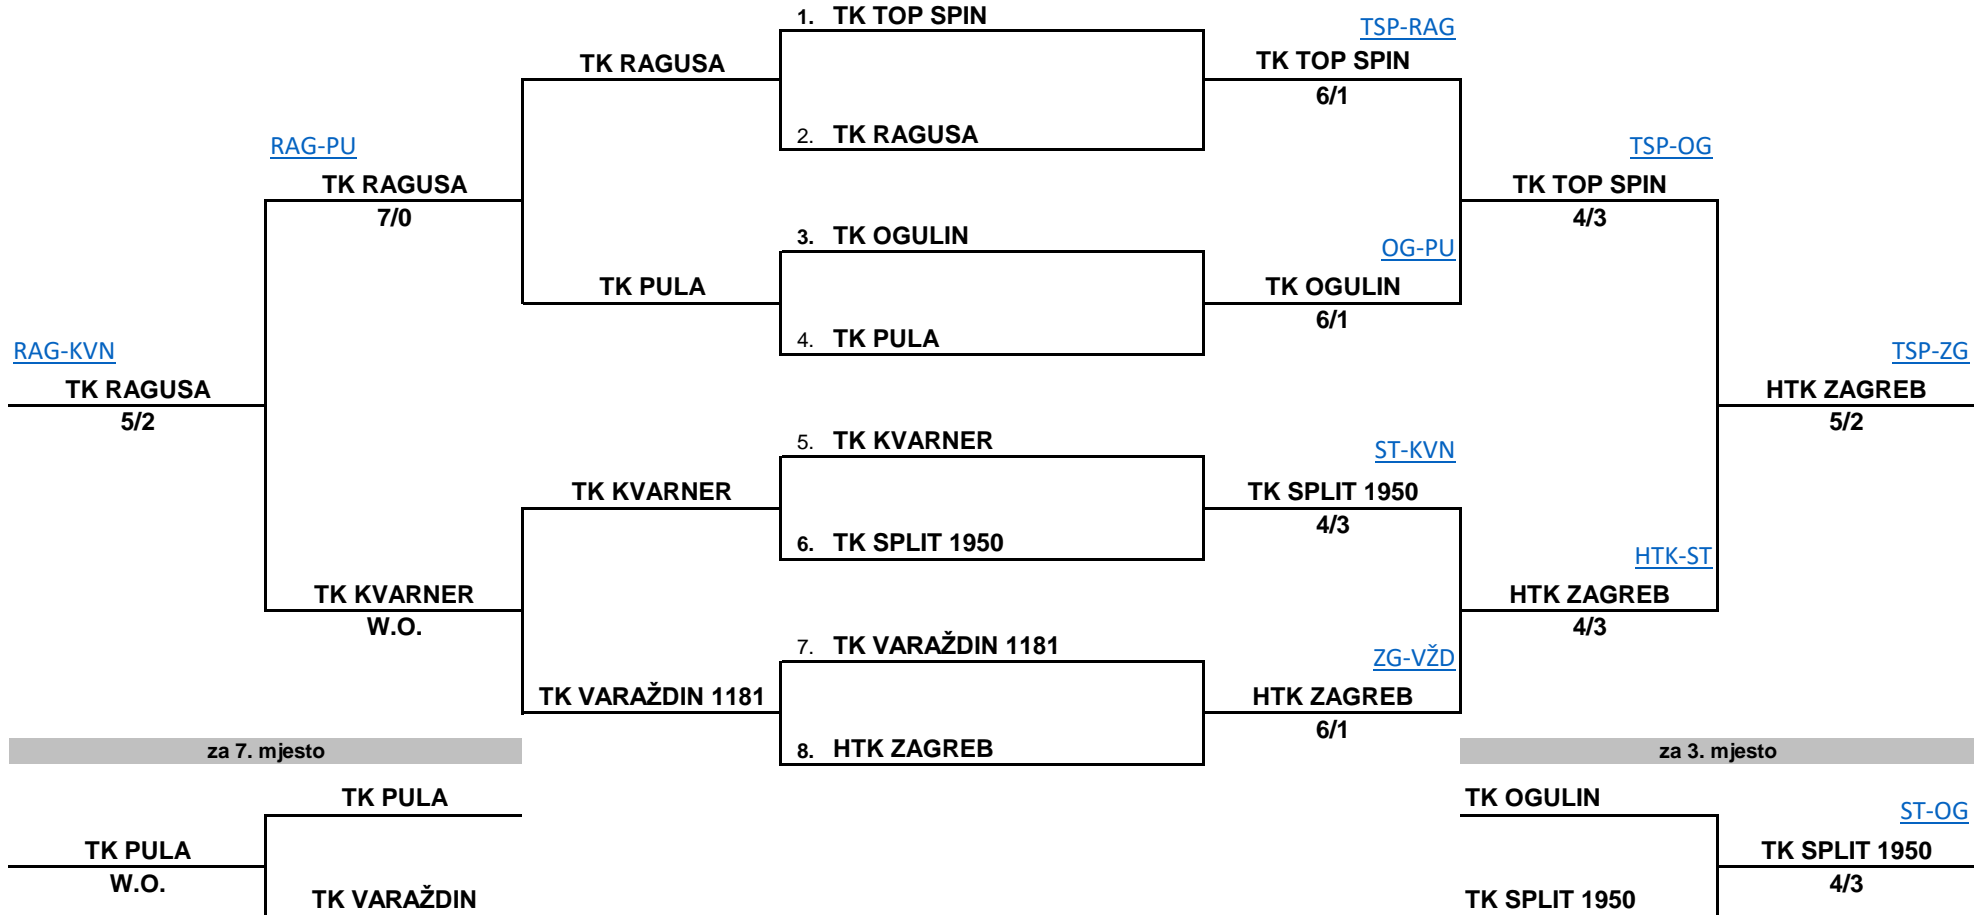 1. TK TOP SPIN
TSP-RAG
TK RAGUSA
TK TOP SPIN
6/1
2. TK RAGUSA
RAG-PU
TSP-OG
TK RAGUSA
TK TOP SPIN
7/0
4/3
3. TK OGULIN
OG-PU
TK PULA
TK OGULIN
6/1
4. TK PULA
RAG-KVN
TSP-ZG
TK RAGUSA
HTK ZAGREB
5/2
5/2
5. TK KVARNER
ST-KVN
TK KVARNER
TK SPLIT 1950
4/3
6. TK SPLIT 1950
HTK-ST
TK KVARNER
HTK ZAGREB
W.O.
4/3
7. TK VARAŽDIN 1181
ZG-VŽD
TK VARAŽDIN 1181
HTK ZAGREB
6/1
8. HTK ZAGREB
za 7. mjesto
za 3. mjesto
TK PULA
TK OGULIN
ST-OG
TK PULA
TK SPLIT 1950
W.O.
4/3
TK VARAŽDIN
TK SPLIT 1950